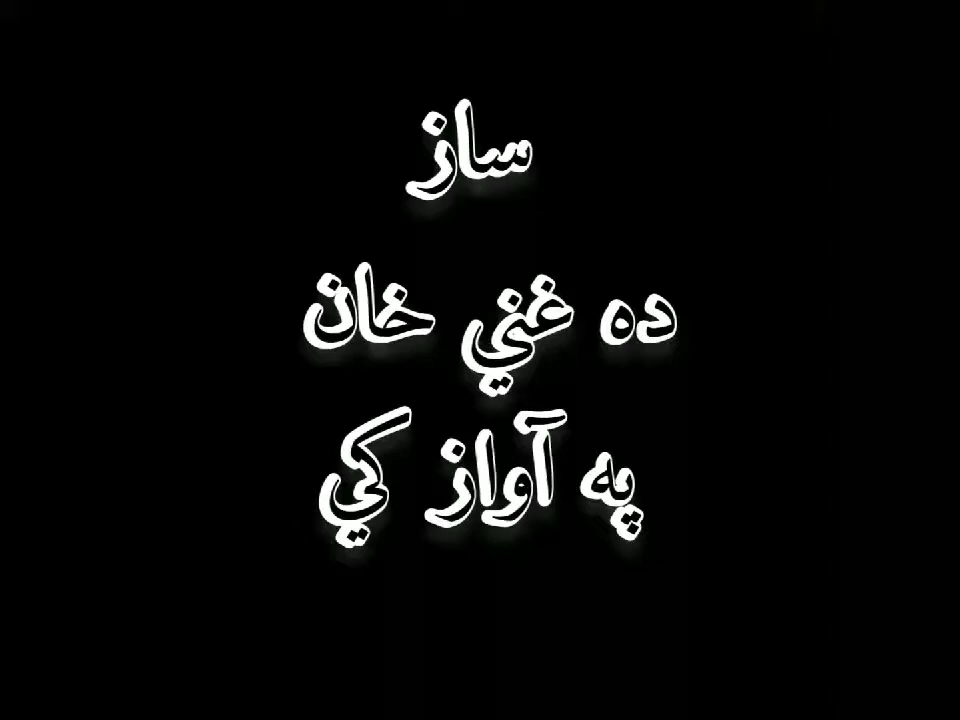 ساز
ده غني خان
په آواز کي